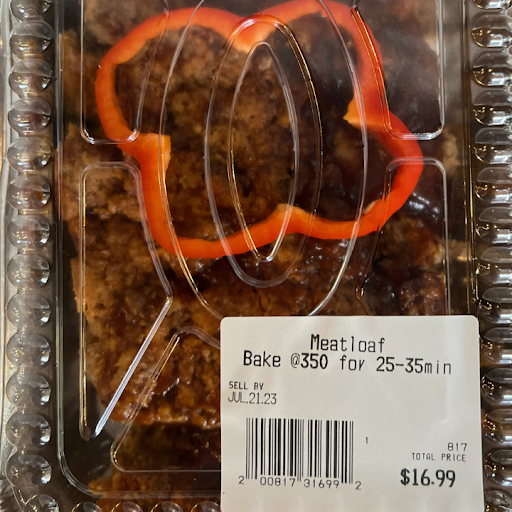 Meatloaf
Bake @350 for 25-35min
SELL BY
JUL.21.23
1
817
TOTAL PRICE
$16.99
2 00817 31699 2